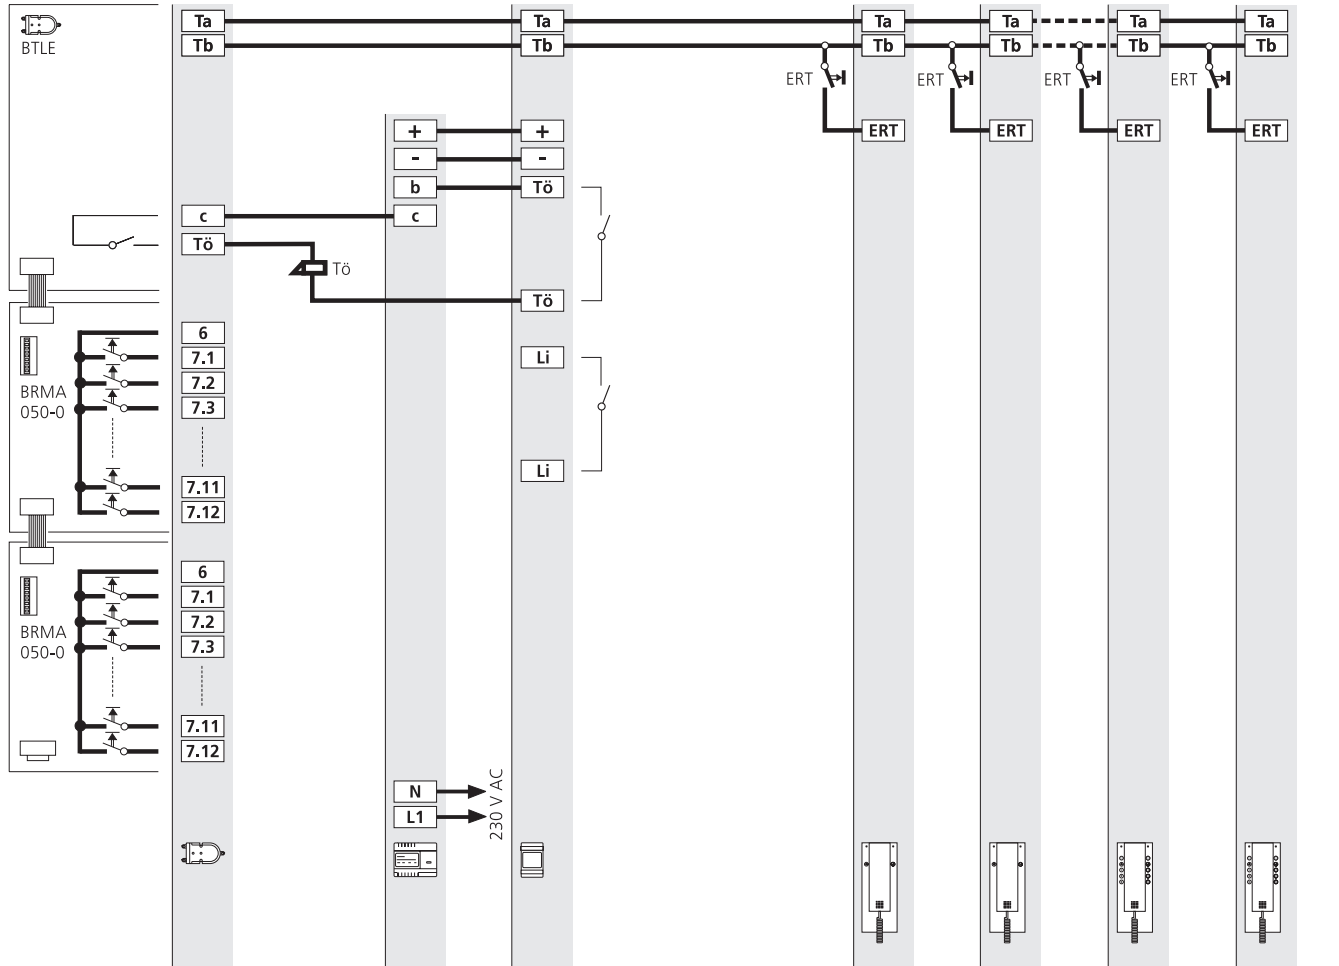 BTLE
Ta Ta Ta Ta Ta Ta
Tb Tb Tb Tb Tb Tb
ERT ERT ERT ERT
+ + ERT ERT ERT ERT
- -
b Tö
c c
Tö
Tö
Tö
6
7.1 Li
BRMA 7.2
050-0 7.3
Li
7.11
7.12
6
7.1
7.2
BRMA 7.3
050-0
7.11
7.12
N
L1
230 V AC